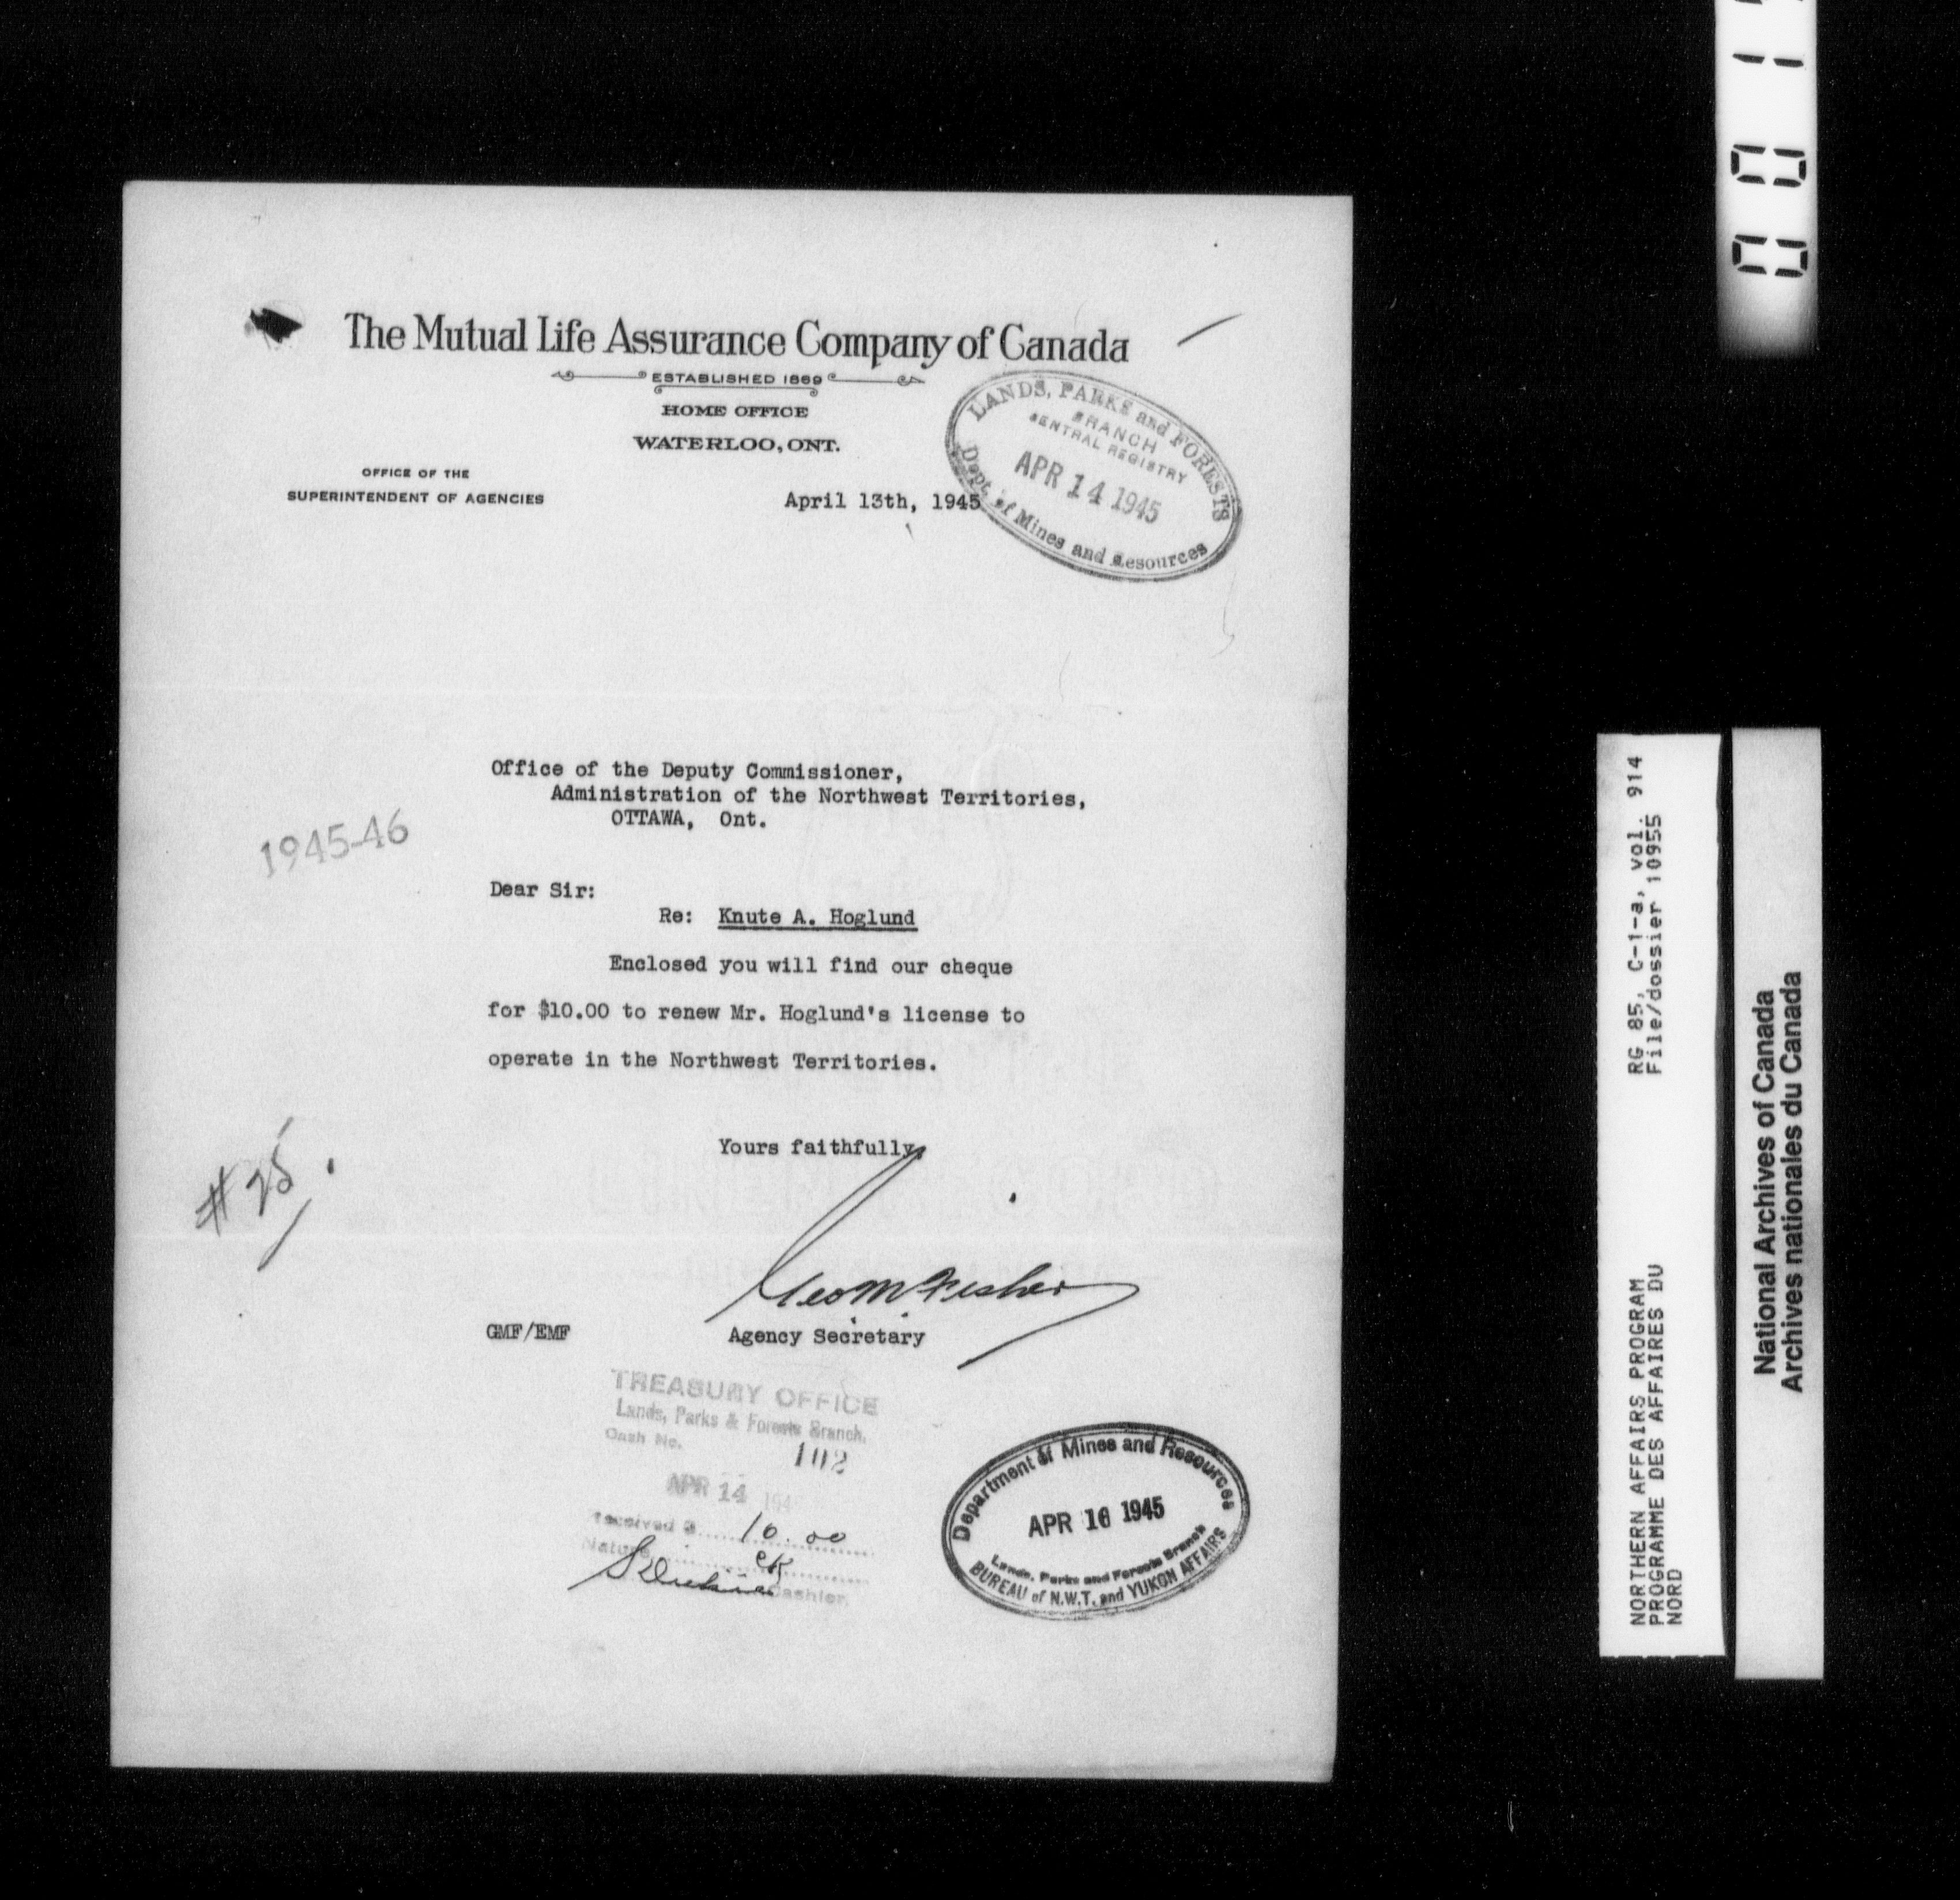 The Mutual Life Assurance Company of Canada
ESTABLISHED 1869
HOME OFFICE
WATERLOO, ONT.
OFFICE OF THE
SUPERINTENDENT OF AGENCIES
April 13th, 1945
LANDS, PARKS and FORESTS
BRANCH
CENTRAL REGISTRY
APR 14 1945
Dept. of Mines and Resources
Office of the Deputy Commissioner,
Administration of the Northwest Territories,
OTTAWA, Ont.
1945-46
Dear Sir:
Re: Knute A. Hoglund
Enclosed you will find our cheque
for $10.00 to renew Mr. Hoglund's license to
operate in the Northwest Territories.
Yours faithfully,
#25
Geo M Fisher
GMF/EMF
Agency Secretary
TREASURY OFFICE
Lands, Parks & Forests Branch.
Cash No.
102
APR 14 194
received $ 10.00
Nature ck
Cashier.
Department of Mines and Resources
APR 16 1945
Lands, Parks and Forests Branch
BUREAU of N.W.T. and YUKON AFFAIRS
RG 85, C-1-a, vol. 914
File/dossier 10955
NORTHERN AFFAIRS PROGRAM
PROGRAMME DES AFFAIRES DU
NORD
National Archives of Canada
Archives nationales du Canada